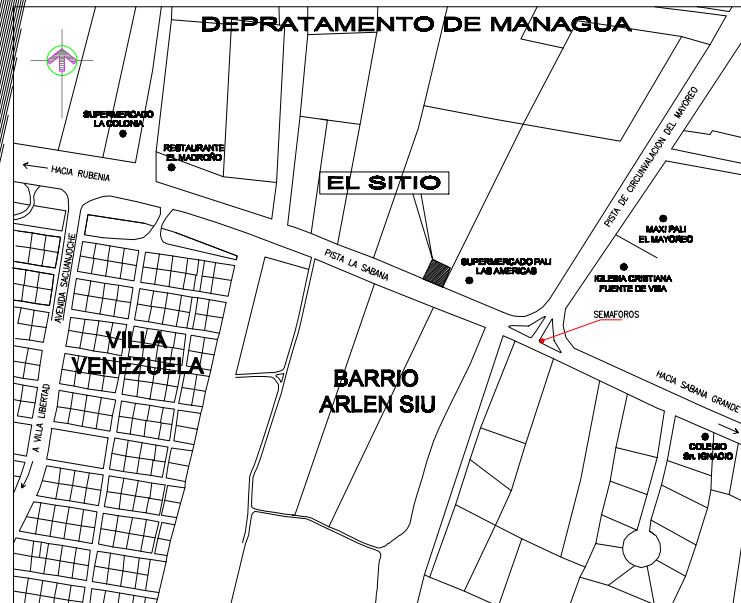 DEPRATAMENTO DE MANAGUA
SUPERMERCADO
LA COLONIA
RESTAURANTE
EL MADROÑO
HACIA RUBENIA
EL SITIO
PISTA DE CIRCUNVALACION DEL MAYOREO
MAXI PALI
EL MAYOREO
AVENIDA SACUANJOCHE
PISTA LA SABANA
SUPERMERCADO PALI
LAS AMERICAS
IGLESIA CRISTIANA
FUENTE DE VIDA
SEMAFOROS
VILLA
VENEZUELA
BARRIO
ARLEN SIU
HACIA SABANA GRANDE
A VILLA LIBERTAD
COLEGIO
Sn. IGNACIO